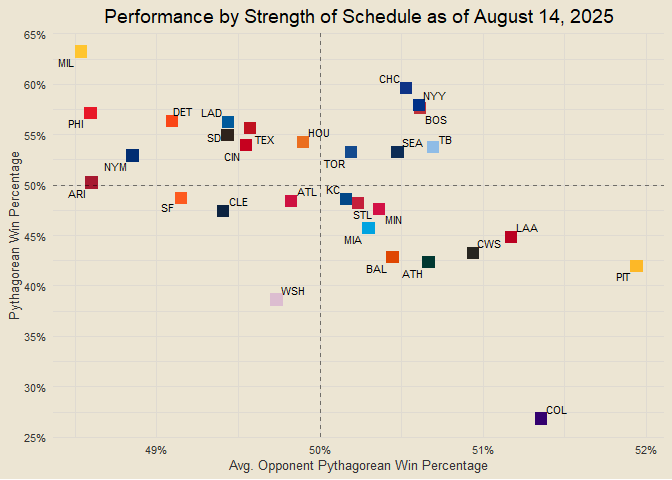 Performance by Strength of Schedule as of August 14, 2025
65%
MIL
60%
CHC
NYY
BOS
PHI
DET
LAD
55%
SD
TEX
HOU
CIN
SEA
TB
TOR
NYM
50%
ARI
SF
CLE
ATL
KC
STL
MIN
45%
MIA
LAA
CWS
BAL
ATH
PIT
40%
WSH
35%
30%
COL
25%
49%
50%
51%
52%
Avg. Opponent Pythagorean Win Percentage
Pythagorean Win Percentage